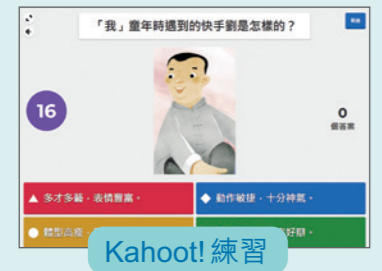 「我」童年時遇到的快手劉是怎樣的？
16
0
個答案
多才多藝，表情豐富。
動作敏捷，十分神氣。
體型高瘦，
好辯。
Kahoot! 練習